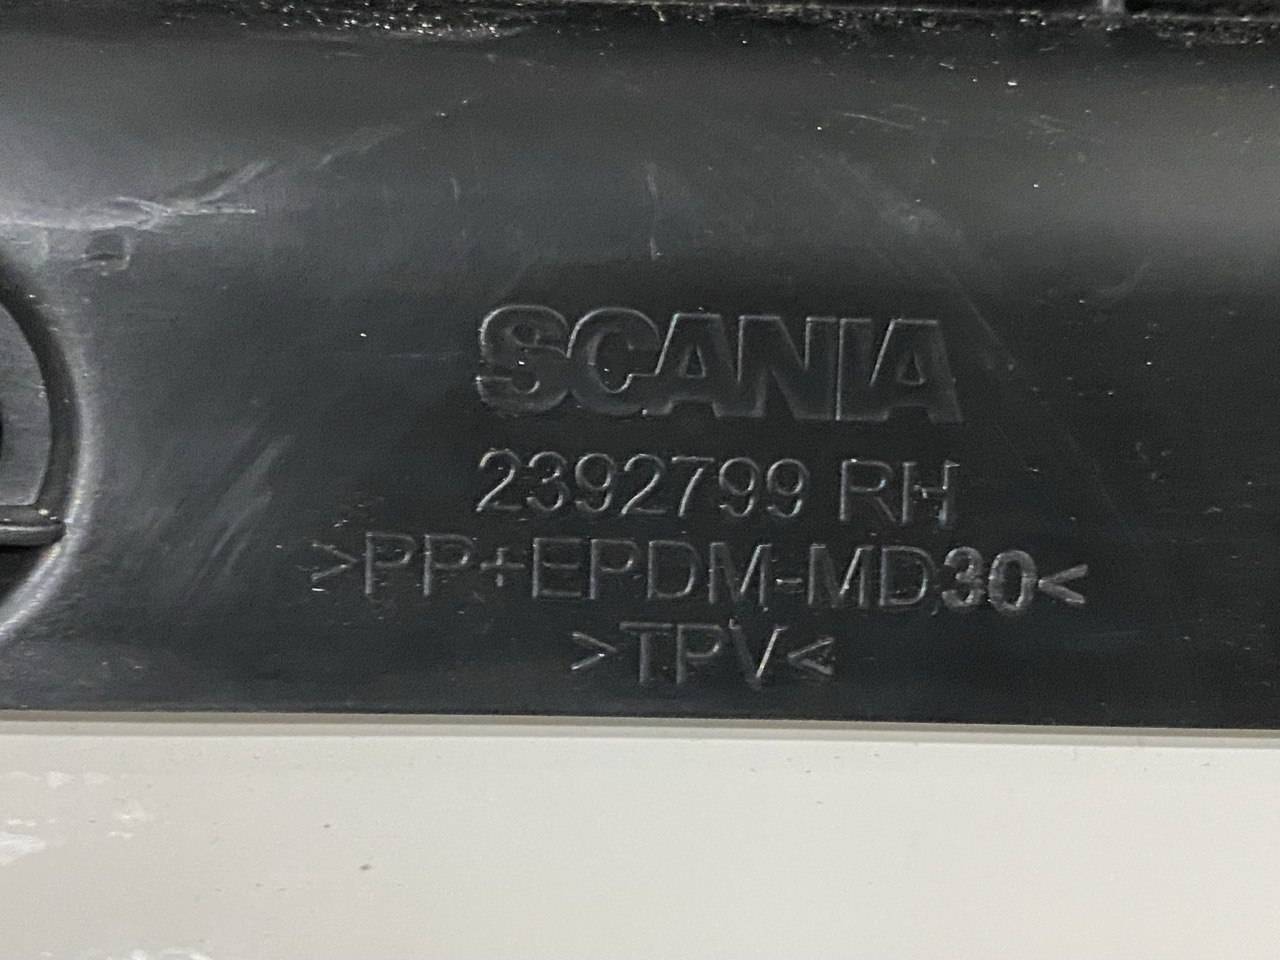 SCANIA
2392799 RH
>PP+EPDM-MD30<
>TPV<